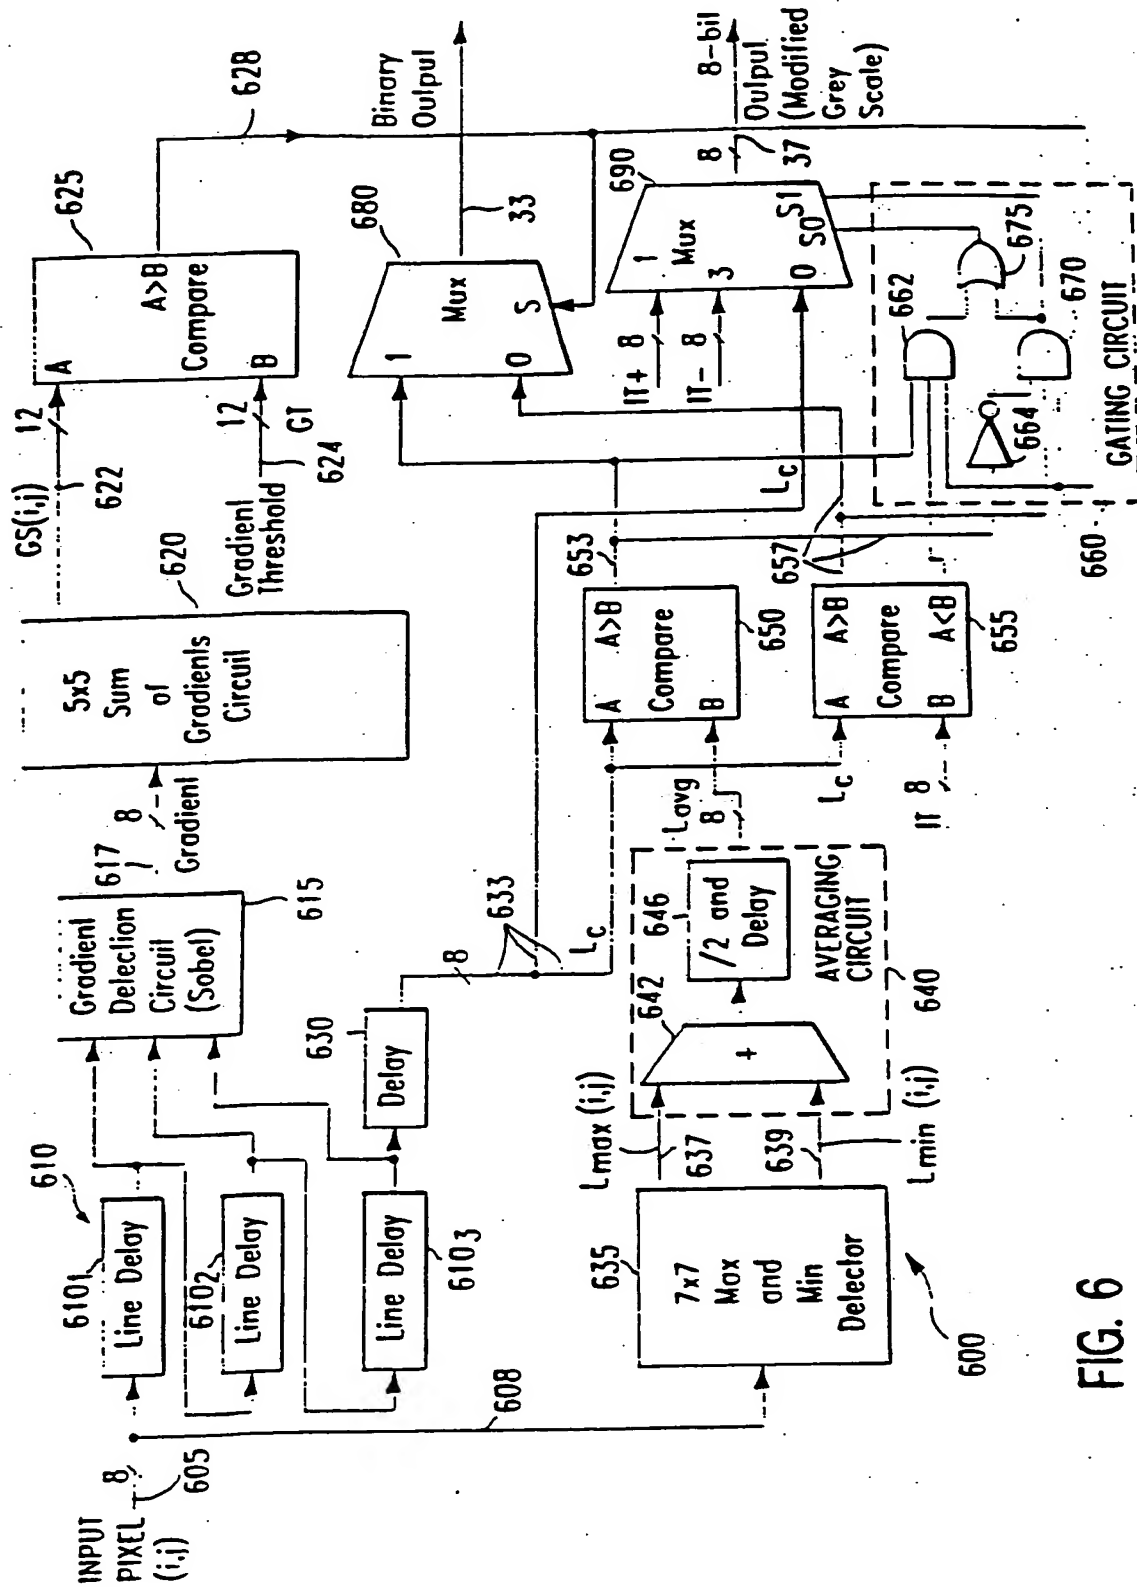 INPUT
PIXEL
(i,j)
8
605
608
610
610₁
Line Delay
610₂
Line Delay
610₃
Line Delay
630
Delay
Gradient
Detection
Circuit
(Sobel)
615
617
8
Gradient
5x5
Sum
of
Gradients
Circuit
620
GS(i,j)
12
622
Gradient
Threshold
12
GT
624
A
A>B
Compare
B
625
628
8
633
Lc
635
7x7
Max
and
Min
Detector
600
Lmax (i,j)
637
639
Lmin (i,j)
642
+
646
/2 and
Delay
AVERAGING
CIRCUIT
640
Lavg
8
Lc
IT
8
A
A>B
Compare
B
650
653
A
A>B
Compare
B
A<B
655
657
Lc
1
Mux
0
S
680
33
Binary
Output
IT+
8
IT-
8
1
Mux
3
0
S0
S1
690
8
37
8-bit
Output
(Modified
Grey
Scale)
660
662
664
670
675
GATING CIRCUIT
FIG. 6